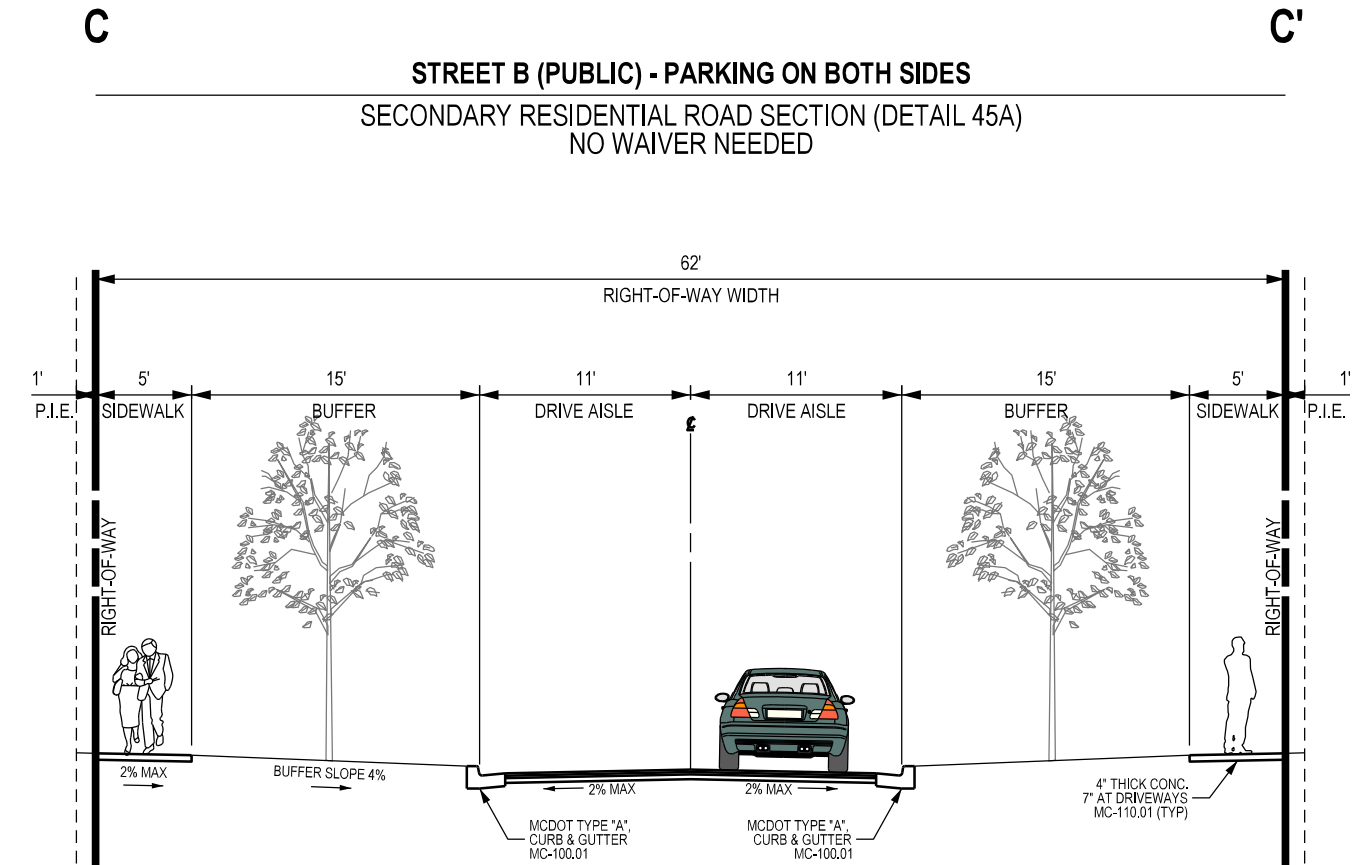 C
C'
STREET B (PUBLIC) - PARKING ON BOTH SIDES
SECONDARY RESIDENTIAL ROAD SECTION (DETAIL 45A)
NO WAIVER NEEDED
62'
RIGHT-OF-WAY WIDTH
1' 5' 15' 11' 11' 15' 5' 1'
P.I.E. SIDEWALK BUFFER DRIVE AISLE DRIVE AISLE BUFFER SIDEWALK P.I.E.
℄
RIGHT-OF-WAY
RIGHT-OF-WAY
2% MAX
BUFFER SLOPE 4%
2% MAX
2% MAX
4" THICK CONC.
7" AT DRIVEWAYS
MC-110.01 (TYP)
MCDOT TYPE "A",
CURB & GUTTER
MC-100.01
MCDOT TYPE "A",
CURB & GUTTER
MC-100.01